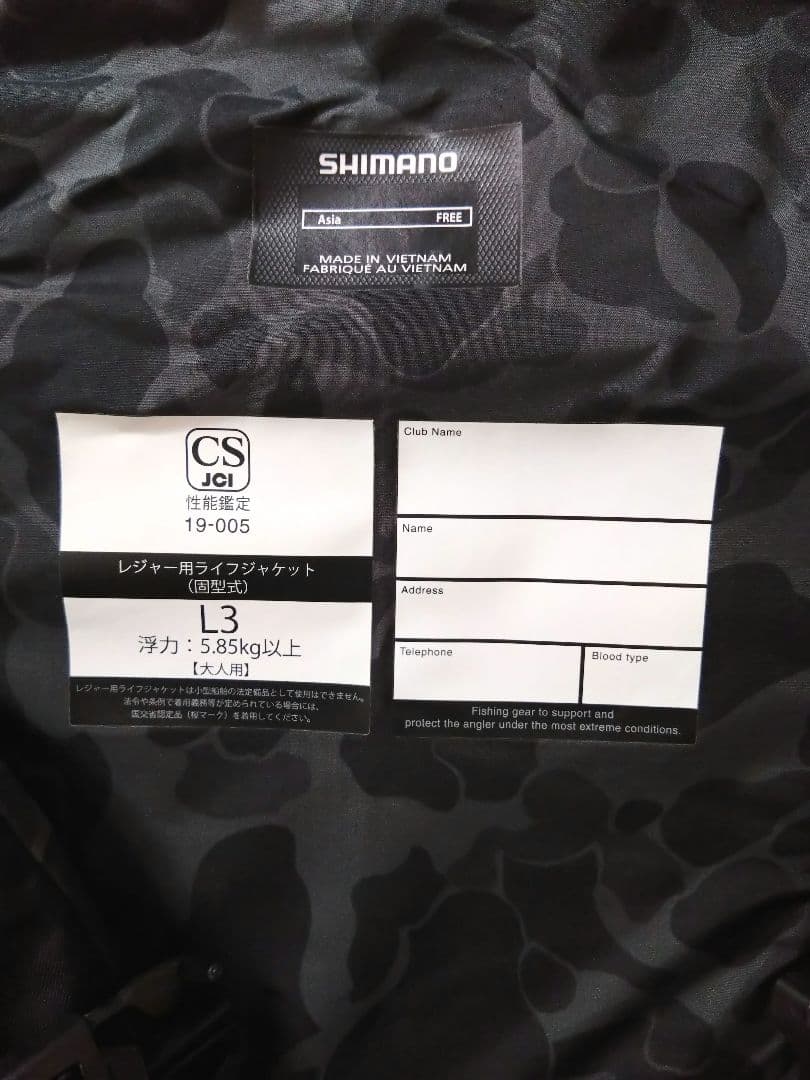 SHIMANO
Asia FREE
MADE IN VIETNAM
FABRIQUÉ AU VIETNAM
CS
JCI
性能鑑定
19-005
レジャー用ライフジャケット
（固型式）
L3
浮力：5.85kg以上
【大人用】
レジャー用ライフジャケットは小型船舶の法定備品として使用はできません。
法令や条例で着用義務等が定められている場合には、
国交省認定品（桜マーク）を着用してください。
Club Name
Name
Address
Telephone
Blood type
Fishing gear to support and
protect the angler under the most extreme conditions.